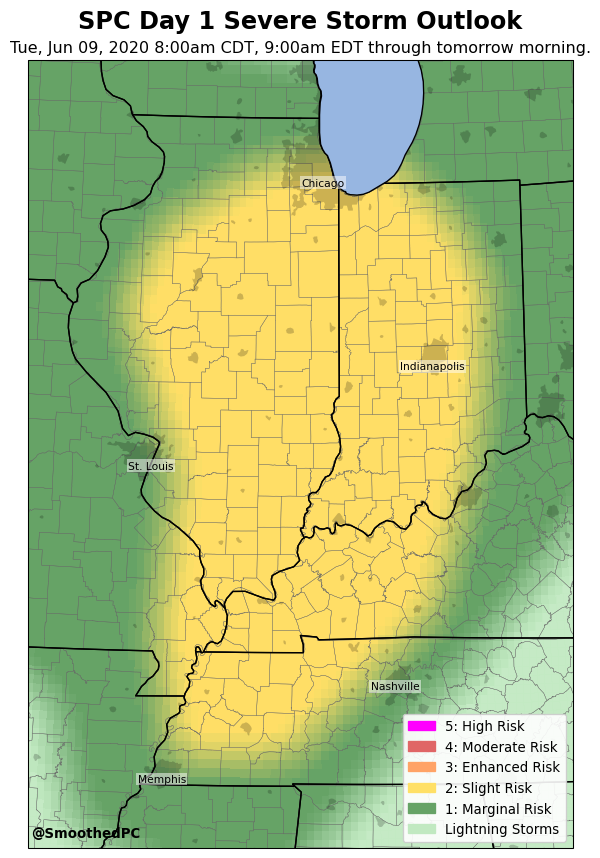 SPC Day 1 Severe Storm Outlook
Tue, Jun 09, 2020 8:00am CDT, 9:00am EDT through tomorrow morning.
Chicago
Indianapolis
St. Louis
Nashville
Memphis
5: High Risk
4: Moderate Risk
3: Enhanced Risk
2: Slight Risk
1: Marginal Risk
Lightning Storms
@SmoothedPC